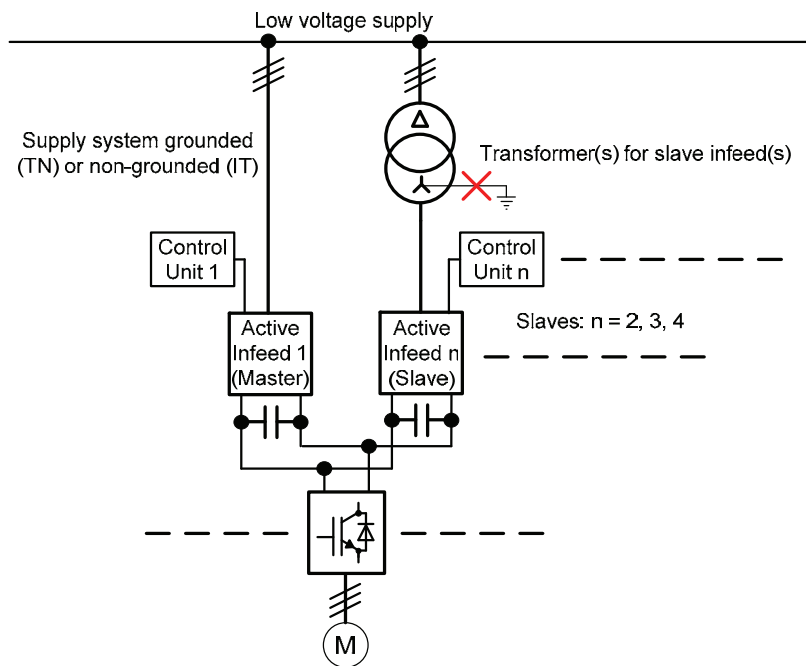 Low voltage supply
Supply system grounded
(TN) or non-grounded (IT)
Transformer(s) for slave infeed(s)
Control
Unit 1
Control
Unit n
Active
Infeed 1
(Master)
Active
Infeed n
(Slave)
Slaves: n = 2, 3, 4
M